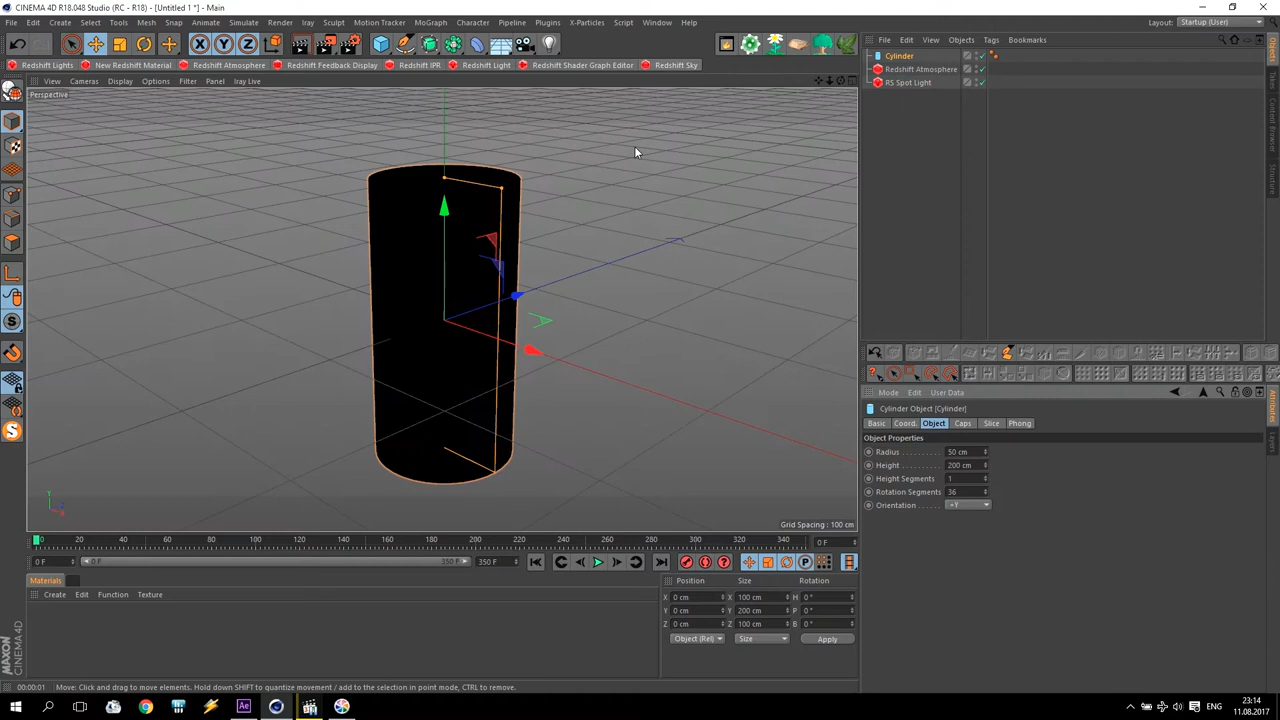 CINEMA 4D R18.048 Studio (RC - R18) - [Untitled 1 *] - Main
File Edit Create Select Tools Mesh Snap Animate Simulate Render Iray Sculpt Motion Tracker MoGraph Character Pipeline Plugins X-Particles Script Window Help
Layout: Startup (User)
X Y Z
File Edit View Objects Tags Bookmarks
Redshift Lights New Redshift Material Redshift Atmosphere Redshift Feedback Display Redshift IPR Redshift Light Redshift Shader Graph Editor Redshift Sky
View Cameras Display Options Filter Panel Iray Live
Perspective
Cylinder
Redshift Atmosphere
RS Spot Light
Objects
Takes
Content Browser
Structure
Mode Edit User Data
Cylinder Object [Cylinder]
Basic Coord. Object Caps Slice Phong
Object Properties
Radius . . . . . . . . 50 cm
Height . . . . . . . . 200 cm
Height Segments 1
Rotation Segments 36
Orientation . . . . . . +Y
Attributes
Layers
Y
Grid Spacing : 100 cm
0 20 40 60 80 100 120 140 160 180 200 220 240 260 280 300 320 340
0 F
0 F 0 F 350 F 350 F
P
Materials
Create Edit Function Texture
Position Size Rotation
X 0 cm X 100 cm H 0 °
Y 0 cm Y 200 cm P 0 °
Z 0 cm Z 100 cm B 0 °
Object (Rel) Size Apply
MAXON
CINEMA 4D
00:00:01 Move: Click and drag to move elements. Hold down SHIFT to quantize movement / add to the selection in point mode, CTRL to remove.
Ae
ENG
23:14
11.08.2017